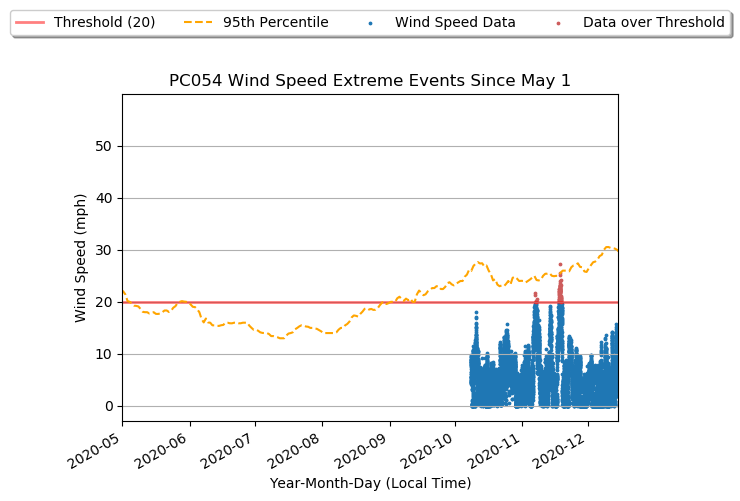 Threshold (20) 95th Percentile Wind Speed Data Data over Threshold
PC054 Wind Speed Extreme Events Since May 1
Wind Speed (mph)
50
40
30
20
10
0
2020-05 2020-06 2020-07 2020-08 2020-09 2020-10 2020-11 2020-12
Year-Month-Day (Local Time)